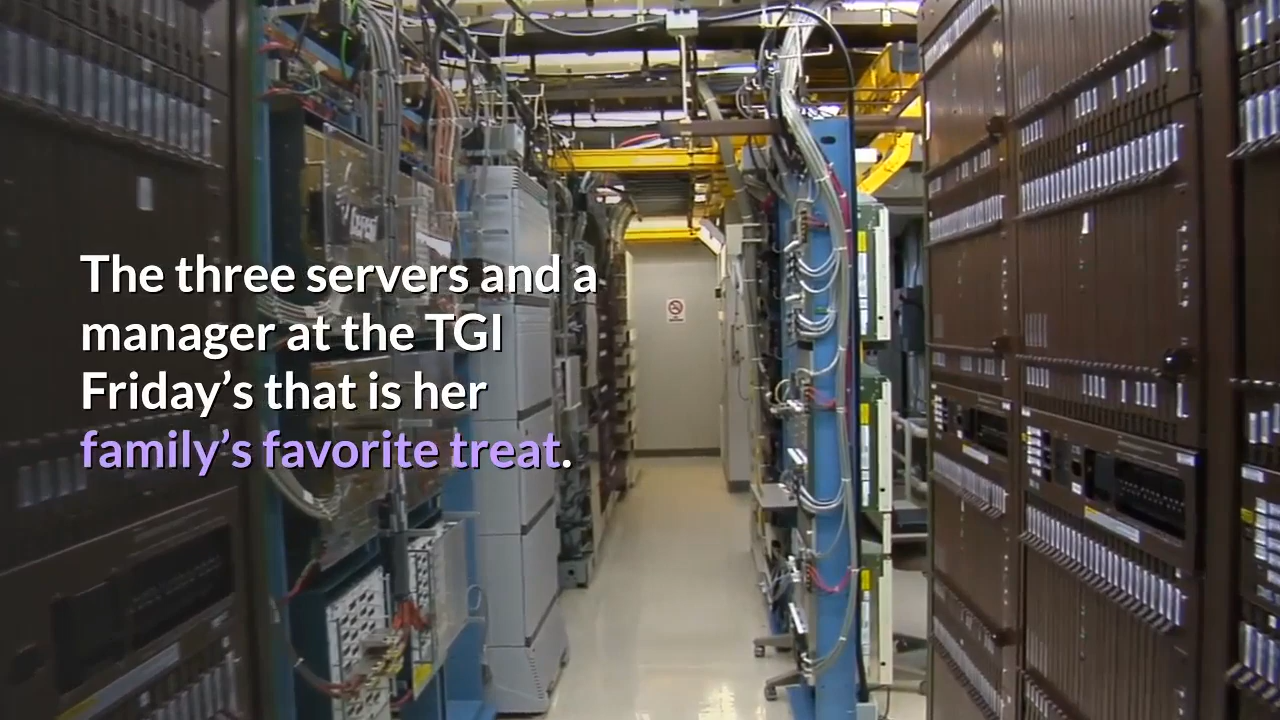 The three servers and a
manager at the TGI
Friday’s that is her
family’s favorite treat.